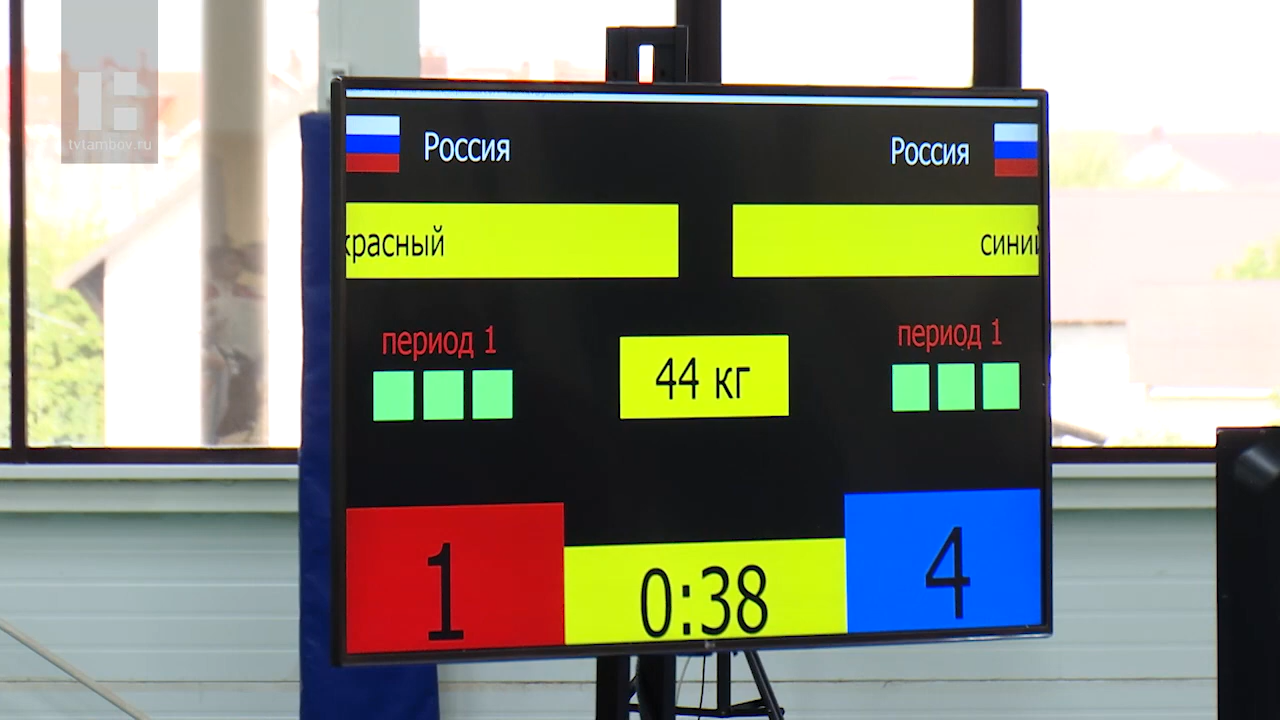 tvtambov.ru
Россия
Россия
красный
синий
период 1
период 1
44 кг
1
0:38
4